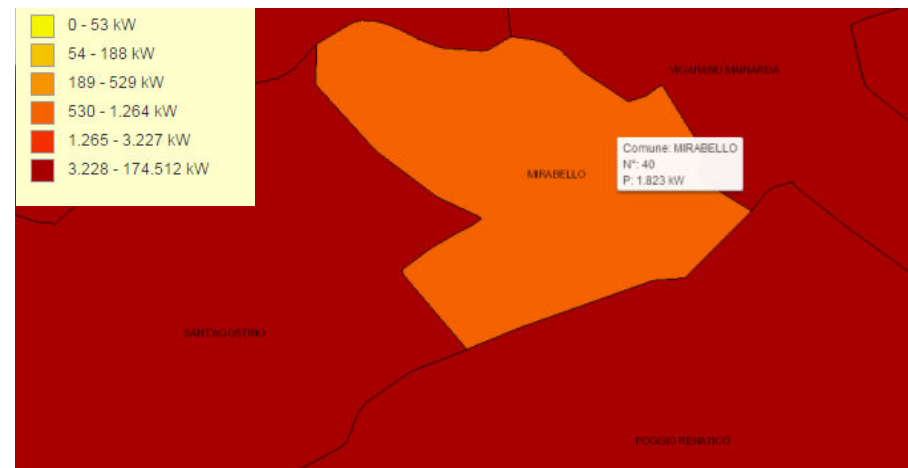 0 - 53 kW
54 - 188 kW
189 - 529 kW
530 - 1.264 kW
1.265 - 3.227 kW
3.228 - 174.512 kW
VIGARANO MAINARDA
Comune: MIRABELLO
N°: 40
P: 1.823 kW
MIRABELLO
SANT'AGOSTINO
POGGIO RENATICO